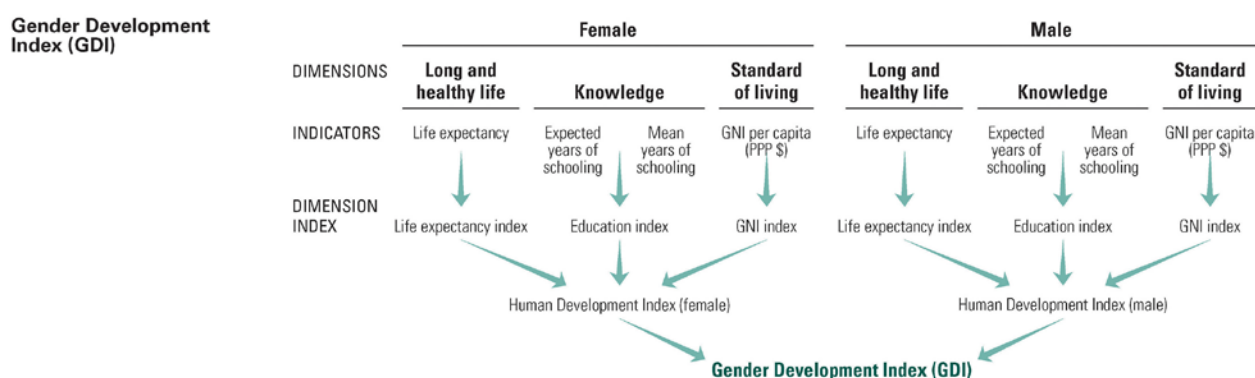 Gender Development
Index (GDI)
Female Male
DIMENSIONS Long and healthy life Knowledge Standard of living Long and healthy life Knowledge Standard of living
INDICATORS Life expectancy Expected years of schooling Mean years of schooling GNI per capita (PPP $) Life expectancy Expected years of schooling Mean years of schooling GNI per capita (PPP $)
DIMENSION INDEX Life expectancy index Education index GNI index Life expectancy index Education index GNI index
Human Development Index (female) Human Development Index (male)
Gender Development Index (GDI)